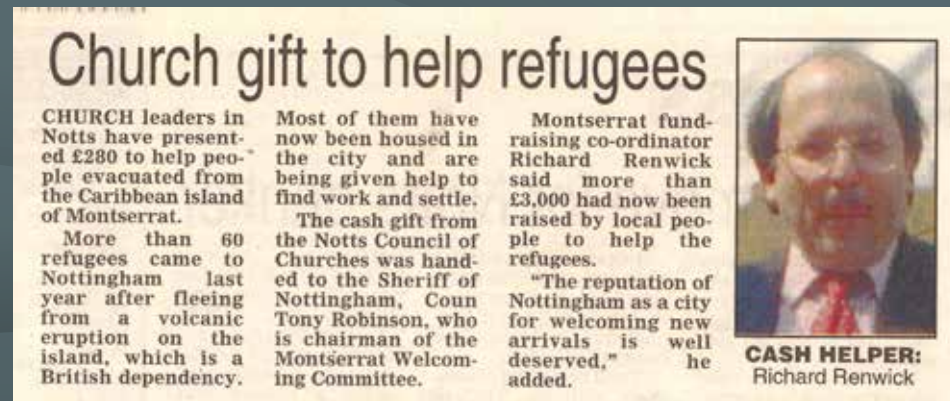 Church gift to help refugees
CHURCH leaders in
Notts have present-
ed £280 to help peo-
ple evacuated from
the Caribbean island
of Montserrat.
More than 60
refugees came to
Nottingham last
year after fleeing
from a volcanic
eruption on the
island, which is a
British dependency.
Most of them have
now been housed in
the city and are
being given help to
find work and settle.
The cash gift from
the Notts Council of
Churches was hand-
ed to the Sheriff of
Nottingham, Coun
Tony Robinson, who
is chairman of the
Montserrat Welcom-
ing Committee.
Montserrat fund-
raising co-ordinator
Richard Renwick
said more than
£3,000 had now been
raised by local peo-
ple to help the
refugees.
"The reputation of
Nottingham as a city
for welcoming new
arrivals is well
deserved," he
added.
CASH HELPER:
Richard Renwick